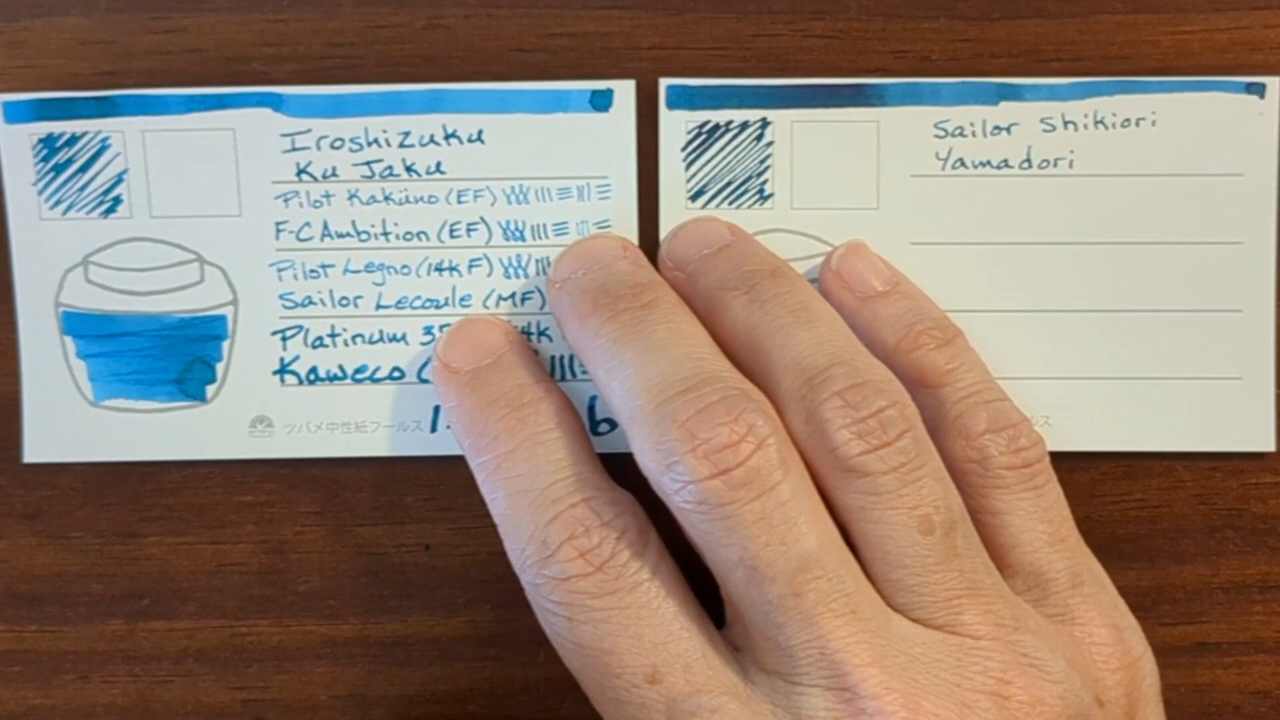 Iroshizuku
Ku Jaku
Pilot Kaküno (EF)
F-C Ambition (EF)
Pilot Legno (14k F)
Sailor Lecoule (MF)
Platinum
Kaweco (
ツバメ中性紙フールス
Sailor Shikiori
Yamadori